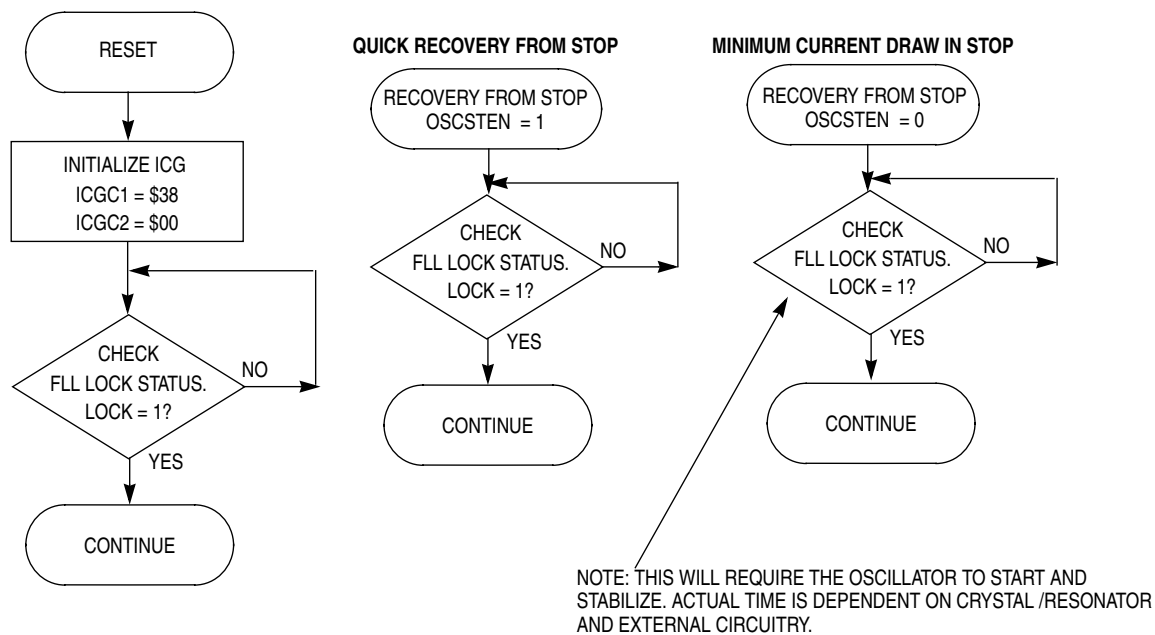 RESET
INITIALIZE ICG
ICGC1 = $38
ICGC2 = $00
CHECK
FLL LOCK STATUS.
LOCK = 1?
NO
YES
CONTINUE
QUICK RECOVERY FROM STOP
RECOVERY FROM STOP
OSCSTEN = 1
CHECK
FLL LOCK STATUS.
LOCK = 1?
NO
YES
CONTINUE
MINIMUM CURRENT DRAW IN STOP
RECOVERY FROM STOP
OSCSTEN = 0
CHECK
FLL LOCK STATUS.
LOCK = 1?
NO
YES
CONTINUE
NOTE: THIS WILL REQUIRE THE OSCILLATOR TO START AND
STABILIZE. ACTUAL TIME IS DEPENDENT ON CRYSTAL /RESONATOR
AND EXTERNAL CIRCUITRY.